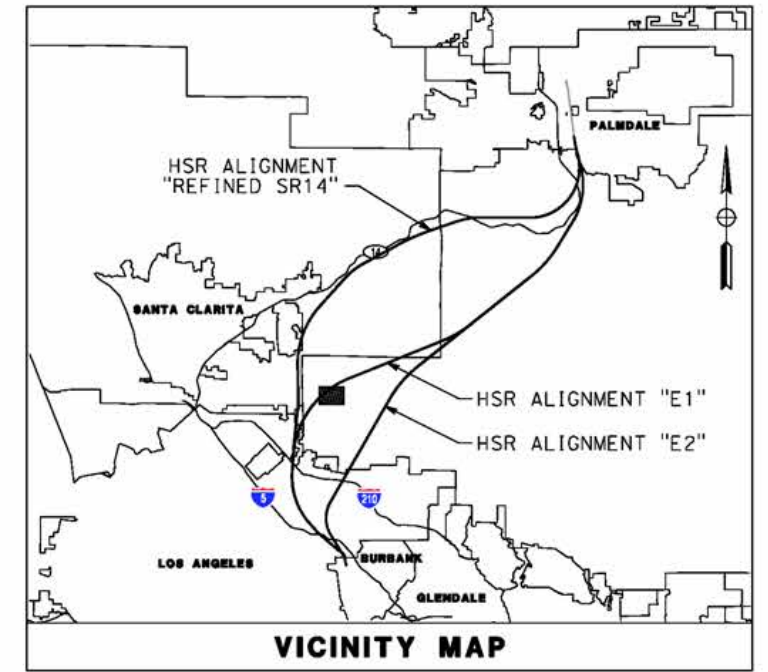 PALMDALE
HSR ALIGNMENT
"REFINED SR14"
14
SANTA CLARITA
HSR ALIGNMENT "E1"
HSR ALIGNMENT "E2"
5
210
LOS ANGELES
BURBANK
GLENDALE
VICINITY MAP